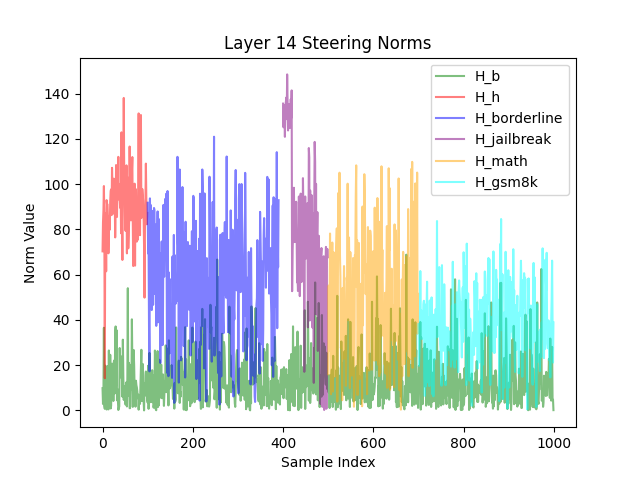 Layer 14 Steering Norms
Norm Value
140
120
100
80
60
40
20
0
H_b
H_h
H_borderline
H_jailbreak
H_math
H_gsm8k
0
200
400
600
800
1000
Sample Index